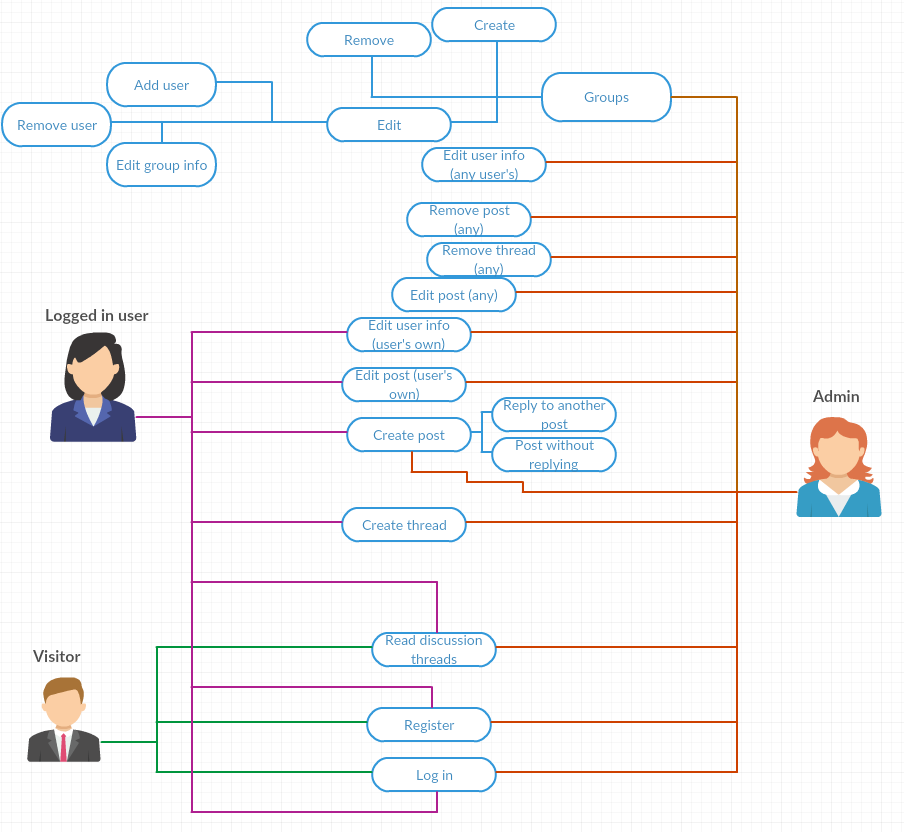 Create
Remove
Add user
Groups
Remove user
Edit
Edit group info
Edit user info
(any user's)
Remove post
(any)
Remove thread
(any)
Edit post (any)
Logged in user
Edit user info
(user's own)
Edit post (user's
own)
Admin
Reply to another
post
Create post
Post without
replying
Create thread
Read discussion
threads
Visitor
Register
Log in